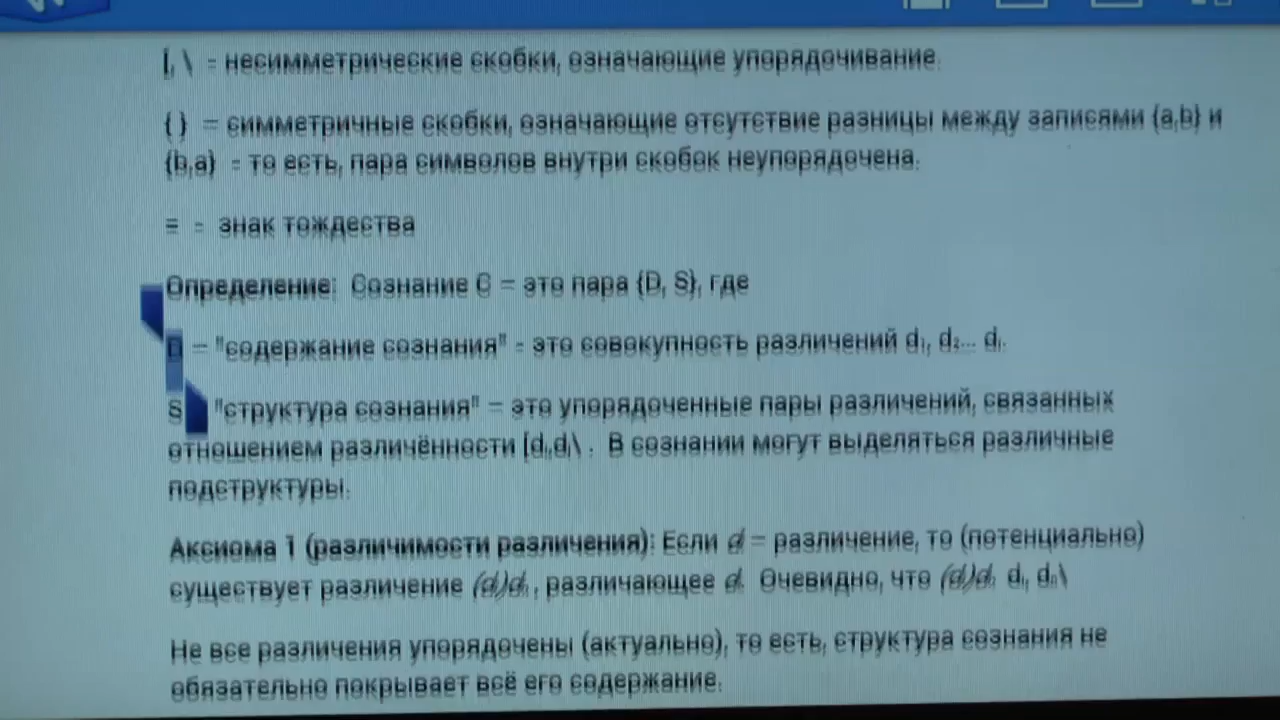 [, \ = несимметрические скобки, означающие упорядочивание.
{ } = симметричные скобки, означающие отсутствие разницы между записями {a,b} и
{b,a} - то есть, пара символов внутри скобок неупорядочена.
≡ - знак тождества
Определение: Сознание С – это пара {D, S}, где
D – "содержание сознания" - это совокупность различений d₁, d₂... dᵢ.
S "структура сознания" – это упорядоченные пары различений, связанных
отношением различённости [dᵢ,dⱼ\ . В сознании могут выделяться различные
подструктуры.
Аксиома 1 (различимости различения): Если d – различение, то (потенциально)
существует различение , различающее d. Очевидно, что
Не все различения упорядочены (актуально), то есть, структура сознания не
обязательно покрывает всё его содержание.